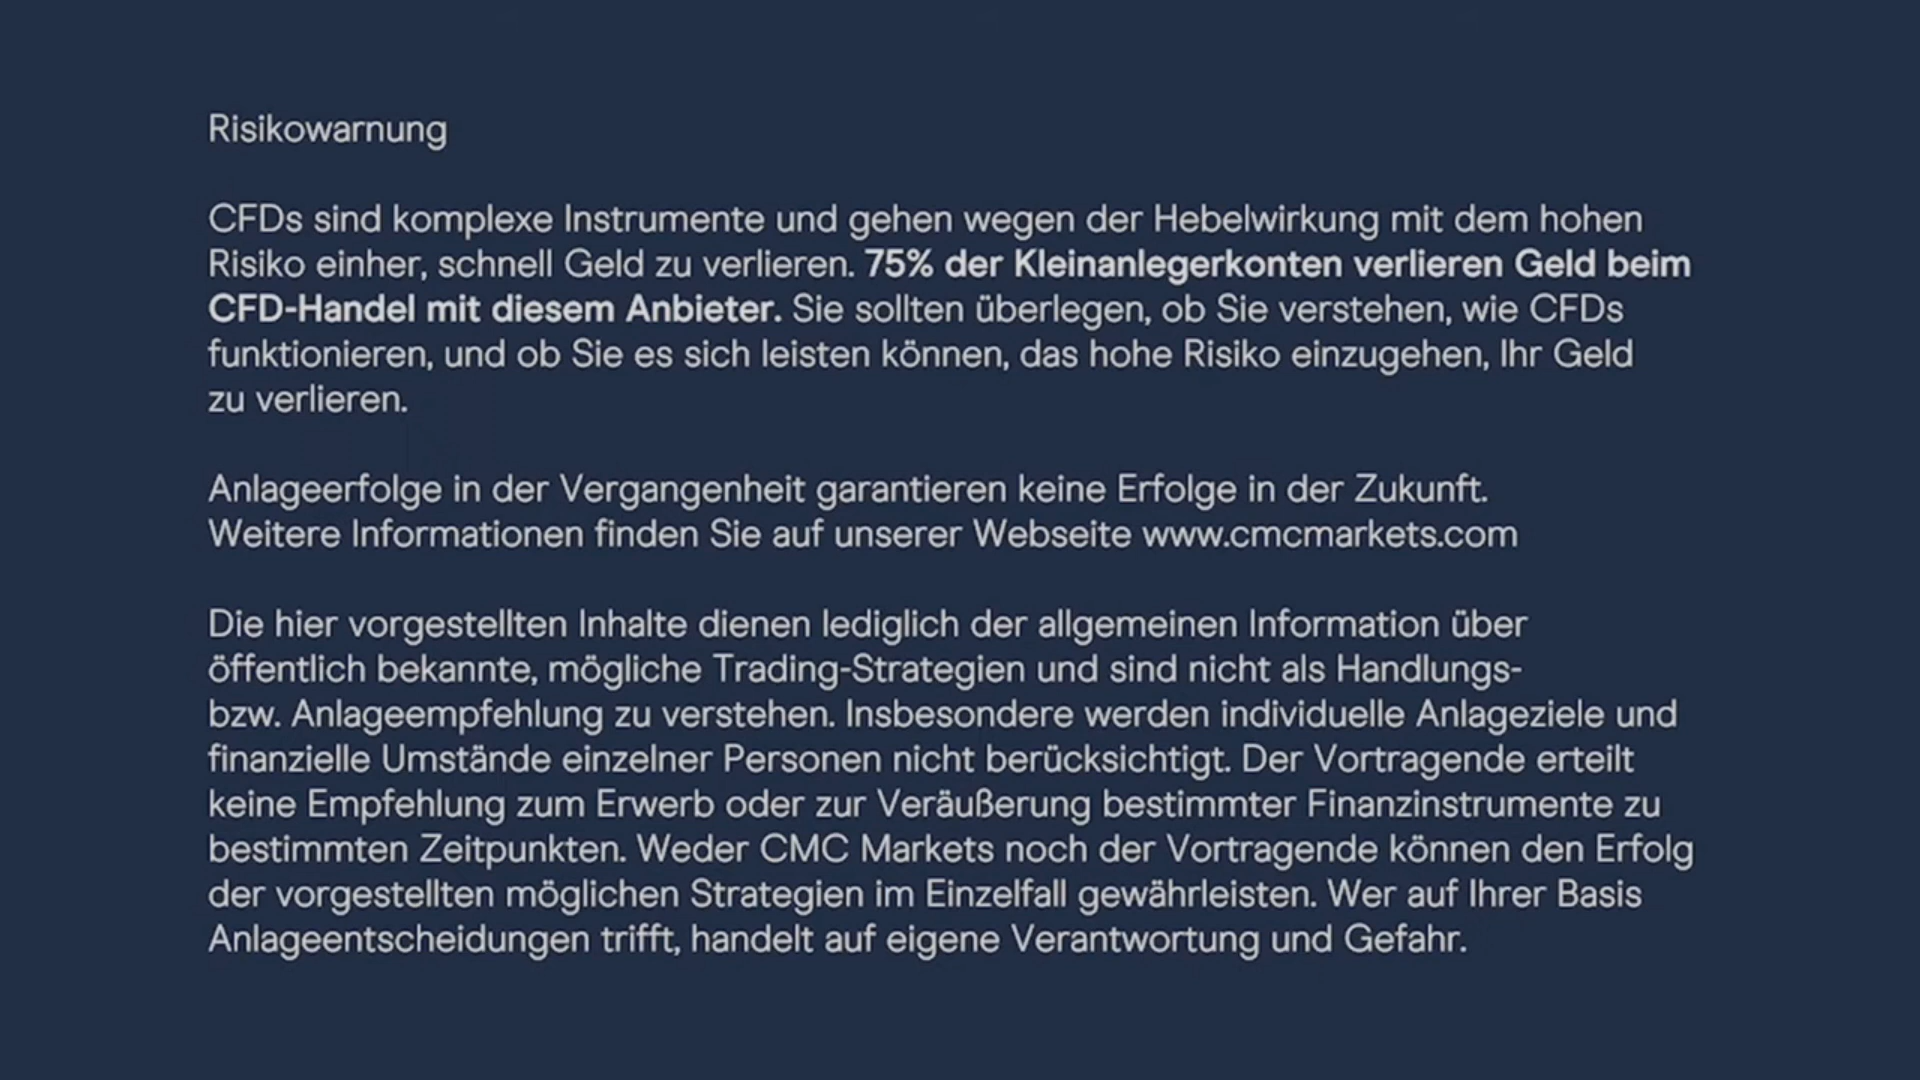 Risikowarnung
CFDs sind komplexe Instrumente und gehen wegen der Hebelwirkung mit dem hohen
Risiko einher, schnell Geld zu verlieren. 75% der Kleinanlegerkonten verlieren Geld beim
CFD-Handel mit diesem Anbieter. Sie sollten überlegen, ob Sie verstehen, wie CFDs
funktionieren, und ob Sie es sich leisten können, das hohe Risiko einzugehen, Ihr Geld
zu verlieren.
Anlageerfolge in der Vergangenheit garantieren keine Erfolge in der Zukunft.
Weitere Informationen finden Sie auf unserer Webseite www.cmcmarkets.com
Die hier vorgestellten Inhalte dienen lediglich der allgemeinen Information über
öffentlich bekannte, mögliche Trading-Strategien und sind nicht als Handlungs-
bzw. Anlageempfehlung zu verstehen. Insbesondere werden individuelle Anlageziele und
finanzielle Umstände einzelner Personen nicht berücksichtigt. Der Vortragende erteilt
keine Empfehlung zum Erwerb oder zur Veräußerung bestimmter Finanzinstrumente zu
bestimmten Zeitpunkten. Weder CMC Markets noch der Vortragende können den Erfolg
der vorgestellten möglichen Strategien im Einzelfall gewährleisten. Wer auf Ihrer Basis
Anlageentscheidungen trifft, handelt auf eigene Verantwortung und Gefahr.